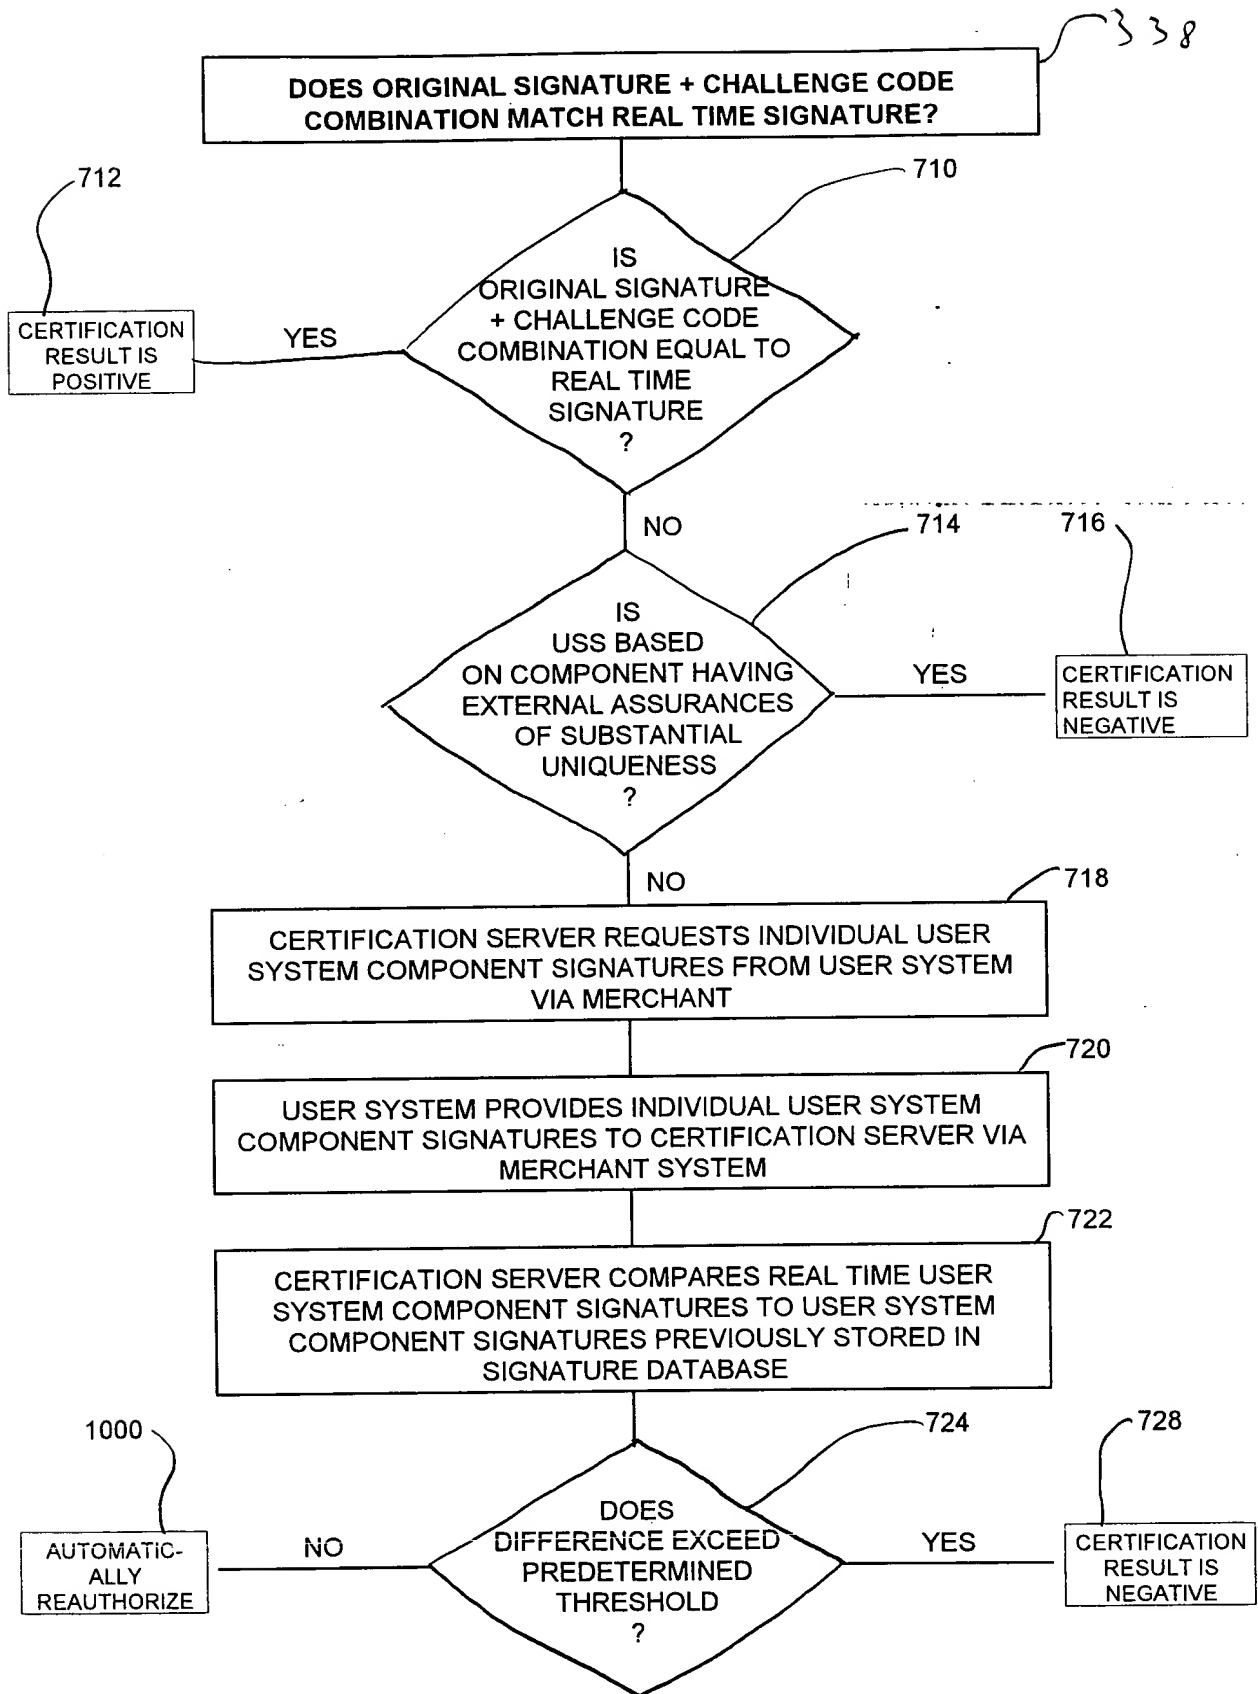 338
DOES ORIGINAL SIGNATURE + CHALLENGE CODE
COMBINATION MATCH REAL TIME SIGNATURE?
712
710
IS
ORIGINAL SIGNATURE
+ CHALLENGE CODE
COMBINATION EQUAL TO
REAL TIME
SIGNATURE
?
YES
CERTIFICATION
RESULT IS
POSITIVE
NO
714
716
IS
USS BASED
ON COMPONENT HAVING
EXTERNAL ASSURANCES
OF SUBSTANTIAL
UNIQUENESS
?
YES
CERTIFICATION
RESULT IS
NEGATIVE
NO
718
CERTIFICATION SERVER REQUESTS INDIVIDUAL USER
SYSTEM COMPONENT SIGNATURES FROM USER SYSTEM
VIA MERCHANT
720
USER SYSTEM PROVIDES INDIVIDUAL USER SYSTEM
COMPONENT SIGNATURES TO CERTIFICATION SERVER VIA
MERCHANT SYSTEM
722
CERTIFICATION SERVER COMPARES REAL TIME USER
SYSTEM COMPONENT SIGNATURES TO USER SYSTEM
COMPONENT SIGNATURES PREVIOUSLY STORED IN
SIGNATURE DATABASE
1000
724
728
DOES
DIFFERENCE EXCEED
PREDETERMINED
THRESHOLD
?
NO
AUTOMATIC-
ALLY
REAUTHORIZE
YES
CERTIFICATION
RESULT IS
NEGATIVE